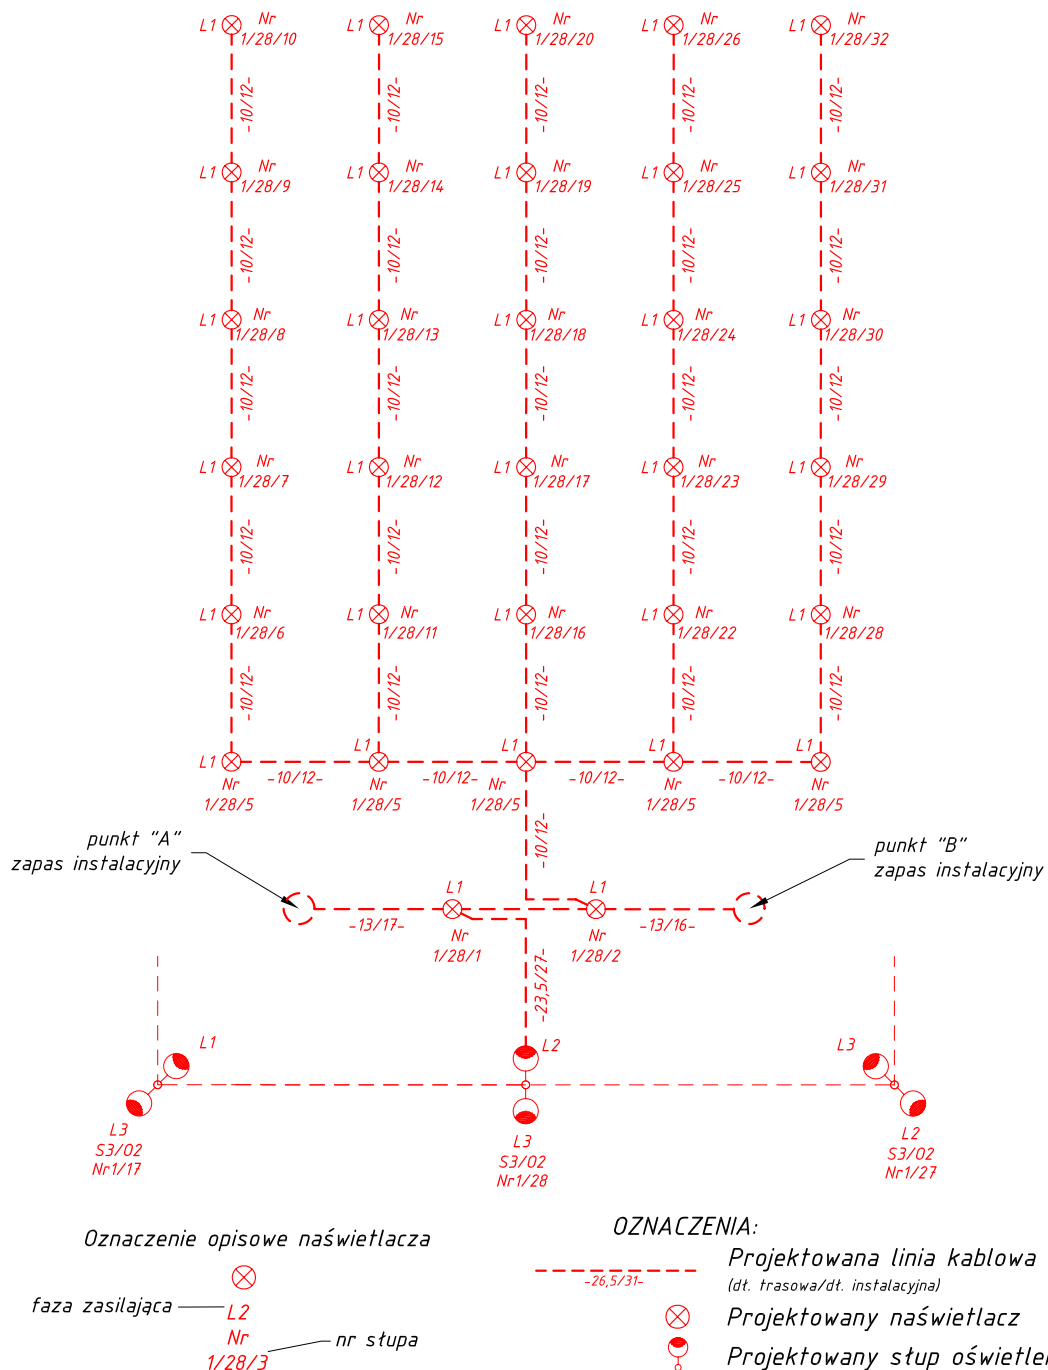 L1 Nr L1 Nr L1 Nr L1 Nr L1 Nr
1/28/10 1/28/15 1/28/20 1/28/26 1/28/32
-10/12- -10/12- -10/12- -10/12- -10/12-
L1 Nr L1 Nr L1 Nr L1 Nr L1 Nr
1/28/9 1/28/14 1/28/19 1/28/25 1/28/31
-10/12- -10/12- -10/12- -10/12- -10/12-
L1 Nr L1 Nr L1 Nr L1 Nr L1 Nr
1/28/8 1/28/13 1/28/18 1/28/24 1/28/30
-10/12- -10/12- -10/12- -10/12- -10/12-
L1 Nr L1 Nr L1 Nr L1 Nr L1 Nr
1/28/7 1/28/12 1/28/17 1/28/23 1/28/29
-10/12- -10/12- -10/12- -10/12- -10/12-
L1 Nr L1 Nr L1 Nr L1 Nr L1 Nr
1/28/6 1/28/11 1/28/16 1/28/22 1/28/28
-10/12- -10/12- -10/12- -10/12- -10/12-
L1 L1 L1 L1 L1
-10/12- -10/12- -10/12- -10/12-
Nr Nr Nr Nr Nr
1/28/5 1/28/5 1/28/5 1/28/5 1/28/5
-10/12-
punkt "A"
zapas instalacyjny
punkt "B"
zapas instalacyjny
L1 L1
-13/17- -13/16-
Nr Nr
1/28/1 1/28/2
-23,5/27-
L1 L2 L3
L3
S3/02
Nr1/17
L3
S3/02
Nr1/28
L2
S3/02
Nr1/27
Oznaczenie opisowe naświetlacza
faza zasilająca
L2
Nr
1/28/3
nr słupa
OZNACZENIA:
-26,5/31-
Projektowana linia kablowa
(dł. trasowa/dł. instalacyjna)
Projektowany naświetlacz
Projektowany słup oświetle